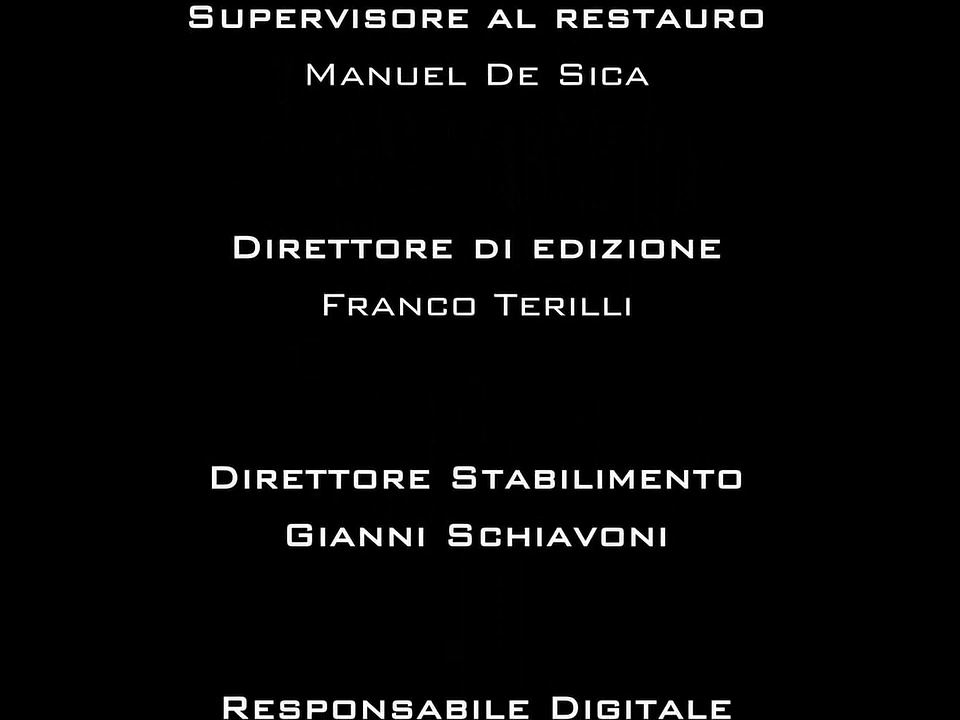 Supervisore al restauro
Manuel De Sica
Direttore di edizione
Franco Terilli
Direttore Stabilimento
Gianni Schiavoni
Responsabile Digitale